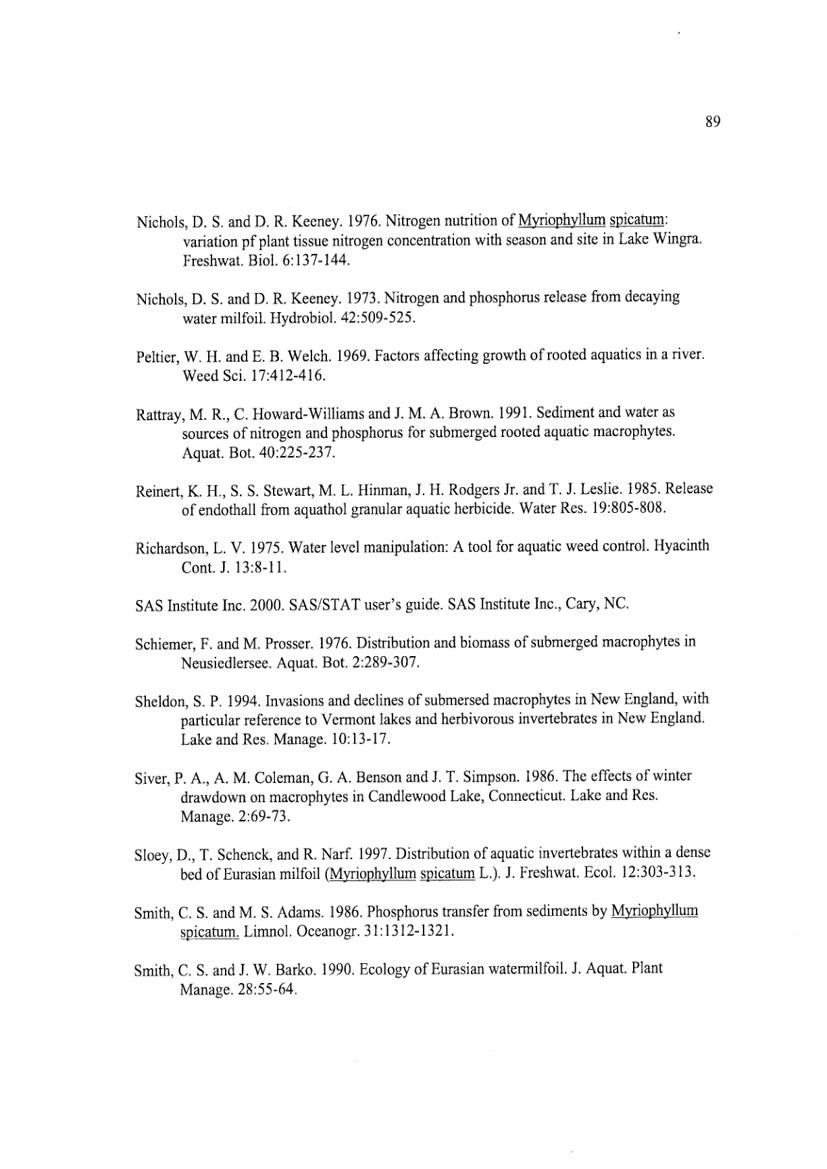 89
Nichols, D. S. and D. R. Keeney. 1976. Nitrogen nutrition of Myriophyllum spicatum:
variation pf plant tissue nitrogen concentration with season and site in Lake Wingra.
Freshwat. Biol. 6:137-144.
Nichols, D. S. and D. R. Keeney. 1973. Nitrogen and phosphorus release from decaying
water milfoil. Hydrobiol. 42:509-525.
Peltier, W. H. and E. B. Welch. 1969. Factors affecting growth of rooted aquatics in a river.
Weed Sci. 17:412-416.
Rattray, M. R., C. Howard-Williams and J. M. A. Brown. 1991. Sediment and water as
sources of nitrogen and phosphorus for submerged rooted aquatic macrophytes.
Aquat. Bot. 40:225-237.
Reinert, K. H., S. S. Stewart, M. L. Hinman, J. H. Rodgers Jr. and T. J. Leslie. 1985. Release
of endothall from aquathol granular aquatic herbicide. Water Res. 19:805-808.
Richardson, L. V. 1975. Water level manipulation: A tool for aquatic weed control. Hyacinth
Cont. J. 13:8-11.
SAS Institute Inc. 2000. SAS/STAT user's guide. SAS Institute Inc., Cary, NC.
Schiemer, F. and M. Prosser. 1976. Distribution and biomass of submerged macrophytes in
Neusiedlersee. Aquat. Bot. 2:289-307.
Sheldon, S. P. 1994. Invasions and declines of submersed macrophytes in New England, with
particular reference to Vermont lakes and herbivorous invertebrates in New England.
Lake and Res. Manage. 10:13-17.
Siver, P. A., A. M. Coleman, G. A. Benson and J. T. Simpson. 1986. The effects of winter
drawdown on macrophytes in Candlewood Lake, Connecticut. Lake and Res.
Manage. 2:69-73.
Sloey, D., T. Schenck, and R. Narf. 1997. Distribution of aquatic invertebrates within a dense
bed of Eurasian milfoil (Myriophyllum spicatum L.). J. Freshwat. Ecol. 12:303-313.
Smith, C. S. and M. S. Adams. 1986. Phosphorus transfer from sediments by Myriophyllum
spicatum. Limnol. Oceanogr. 31:1312-1321.
Smith, C. S. and J. W. Barko. 1990. Ecology of Eurasian watermilfoil. J. Aquat. Plant
Manage. 28:55-64.